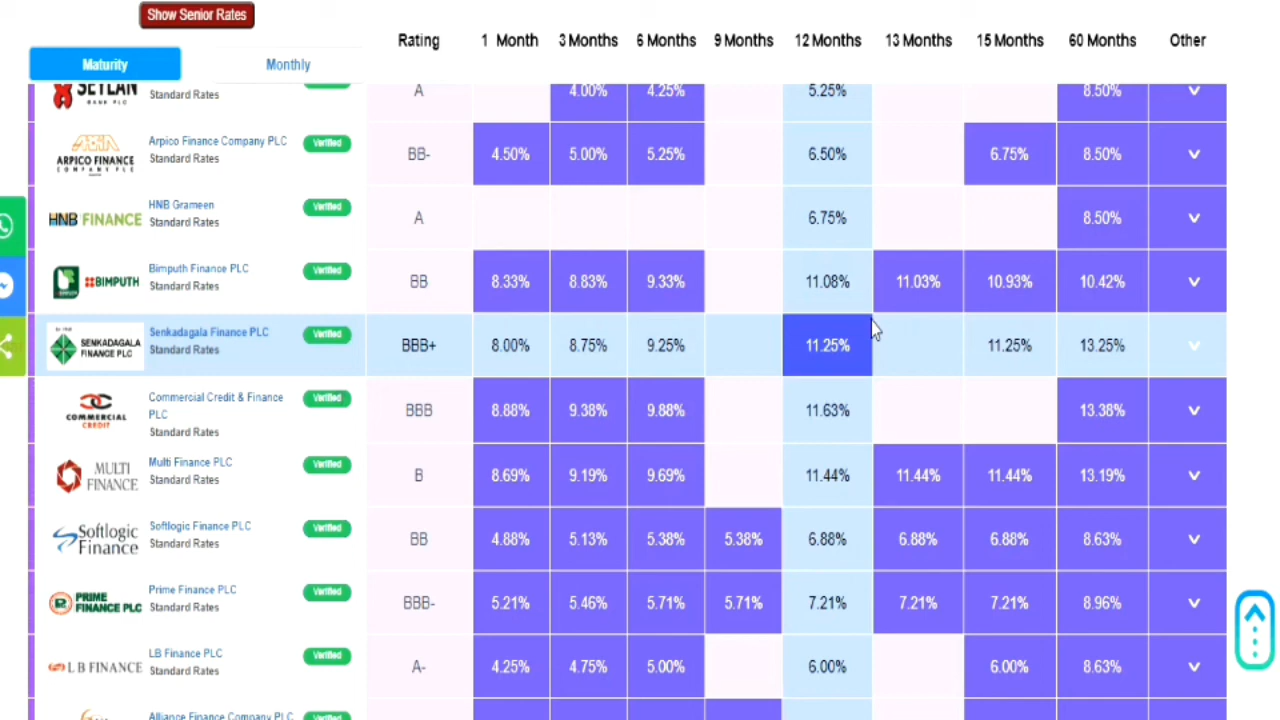 Show Senior Rates
Rating 1 Month 3 Months 6 Months 9 Months 12 Months 13 Months 15 Months 60 Months Other
Maturity Monthly
SEYLAN
BANK PLC
Standard Rates
A 4.00% 4.25% 5.25% 8.50%
ARPICO FINANCE
COMPANY PLC
Arpico Finance Company PLC
Standard Rates
Verified
BB- 4.50% 5.00% 5.25% 6.50% 6.75% 8.50%
HNB FINANCE
HNB Grameen
Standard Rates
Verified
A 6.75% 8.50%
BIMPUTH
Bimputh Finance PLC
Standard Rates
Verified
BB 8.33% 8.83% 9.33% 11.08% 11.03% 10.93% 10.42%
SENKADAGALA
FINANCE PLC
Senkadagala Finance PLC
Standard Rates
Verified
BBB+ 8.00% 8.75% 9.25% 11.25% 11.25% 13.25%
COMMERCIAL
CREDIT
Commercial Credit & Finance
PLC
Standard Rates
Verified
BBB 8.88% 9.38% 9.88% 11.63% 13.38%
MULTI
FINANCE
Multi Finance PLC
Standard Rates
Verified
B 8.69% 9.19% 9.69% 11.44% 11.44% 11.44% 13.19%
Softlogic
Finance
Softlogic Finance PLC
Standard Rates
Verified
BB 4.88% 5.13% 5.38% 5.38% 6.88% 6.88% 6.88% 8.63%
PRIME
FINANCE PLC
Prime Finance PLC
Standard Rates
Verified
BBB- 5.21% 5.46% 5.71% 5.71% 7.21% 7.21% 7.21% 8.96%
LB FINANCE
LB Finance PLC
Standard Rates
Verified
A- 4.25% 4.75% 5.00% 6.00% 6.00% 8.63%
Alliance Finance Company PLC
Verified